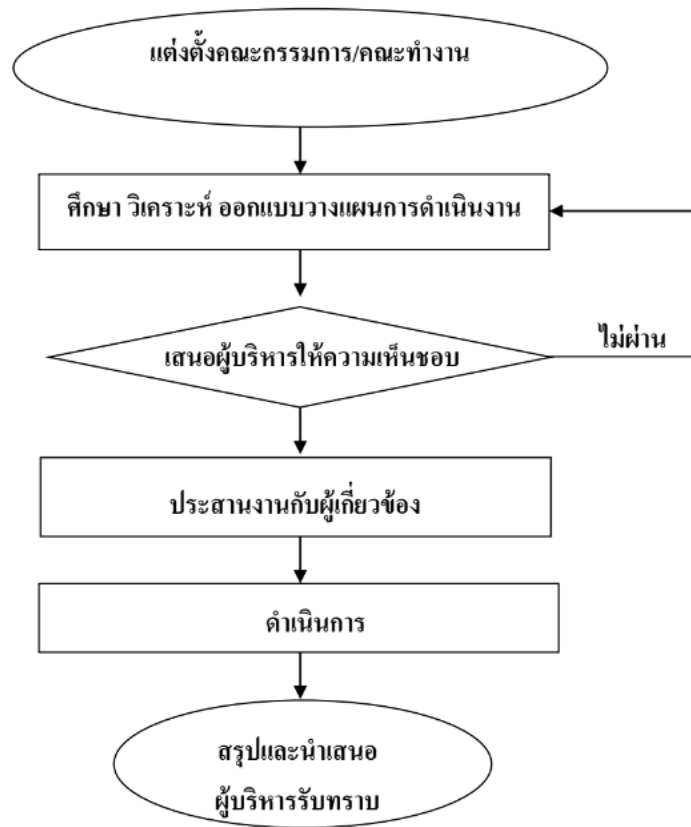 แต่งตั้งคณะกรรมการ/คณะทำงาน
ศึกษา วิเคราะห์ ออกแบบวางแผนการดำเนินงาน
เสนอผู้บริหารให้ความเห็นชอบ
ไม่ผ่าน
ประสานงานกับผู้เกี่ยวข้อง
ดำเนินการ
สรุปและนำเสนอ
ผู้บริหารรับทราบ